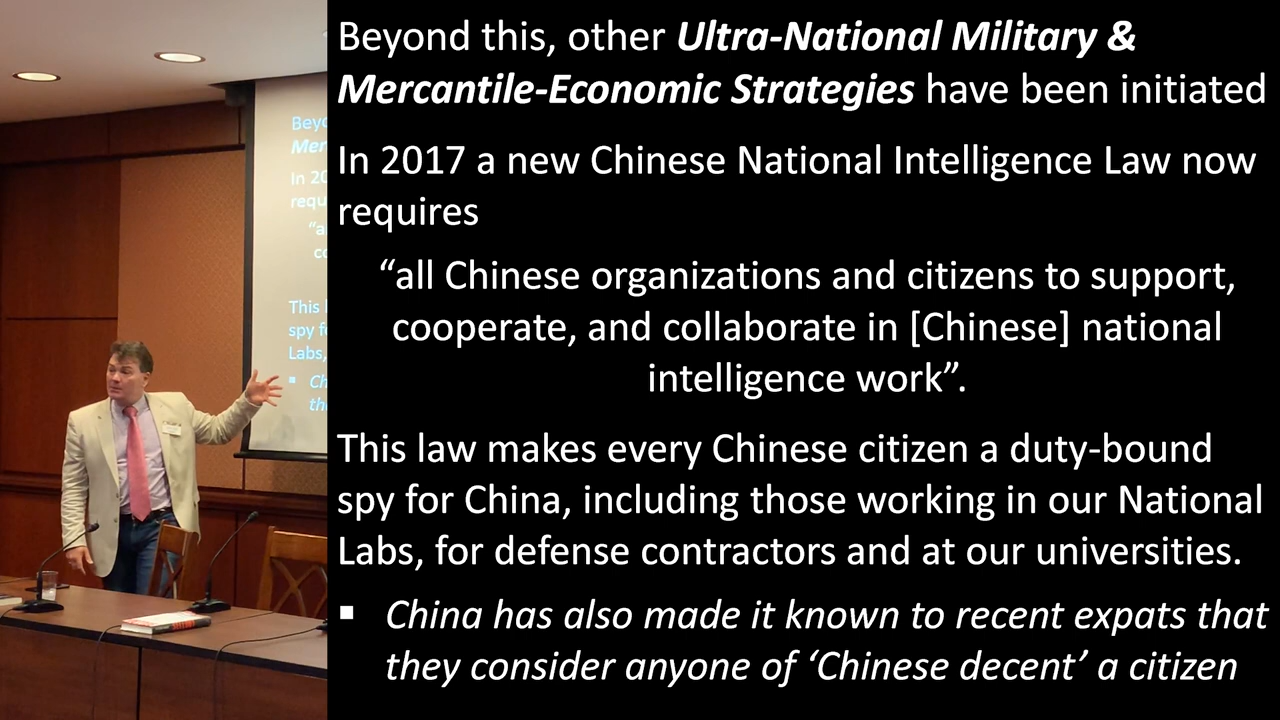 Beyond this, other Ultra-National Military &
Mercantile-Economic Strategies have been initiated
In 2017 a new Chinese National Intelligence Law now
requires
“all Chinese organizations and citizens to support,
cooperate, and collaborate in [Chinese] national
intelligence work”.
This law makes every Chinese citizen a duty-bound
spy for China, including those working in our National
Labs, for defense contractors and at our universities.
▪ China has also made it known to recent expats that
they consider anyone of ‘Chinese decent’ a citizen